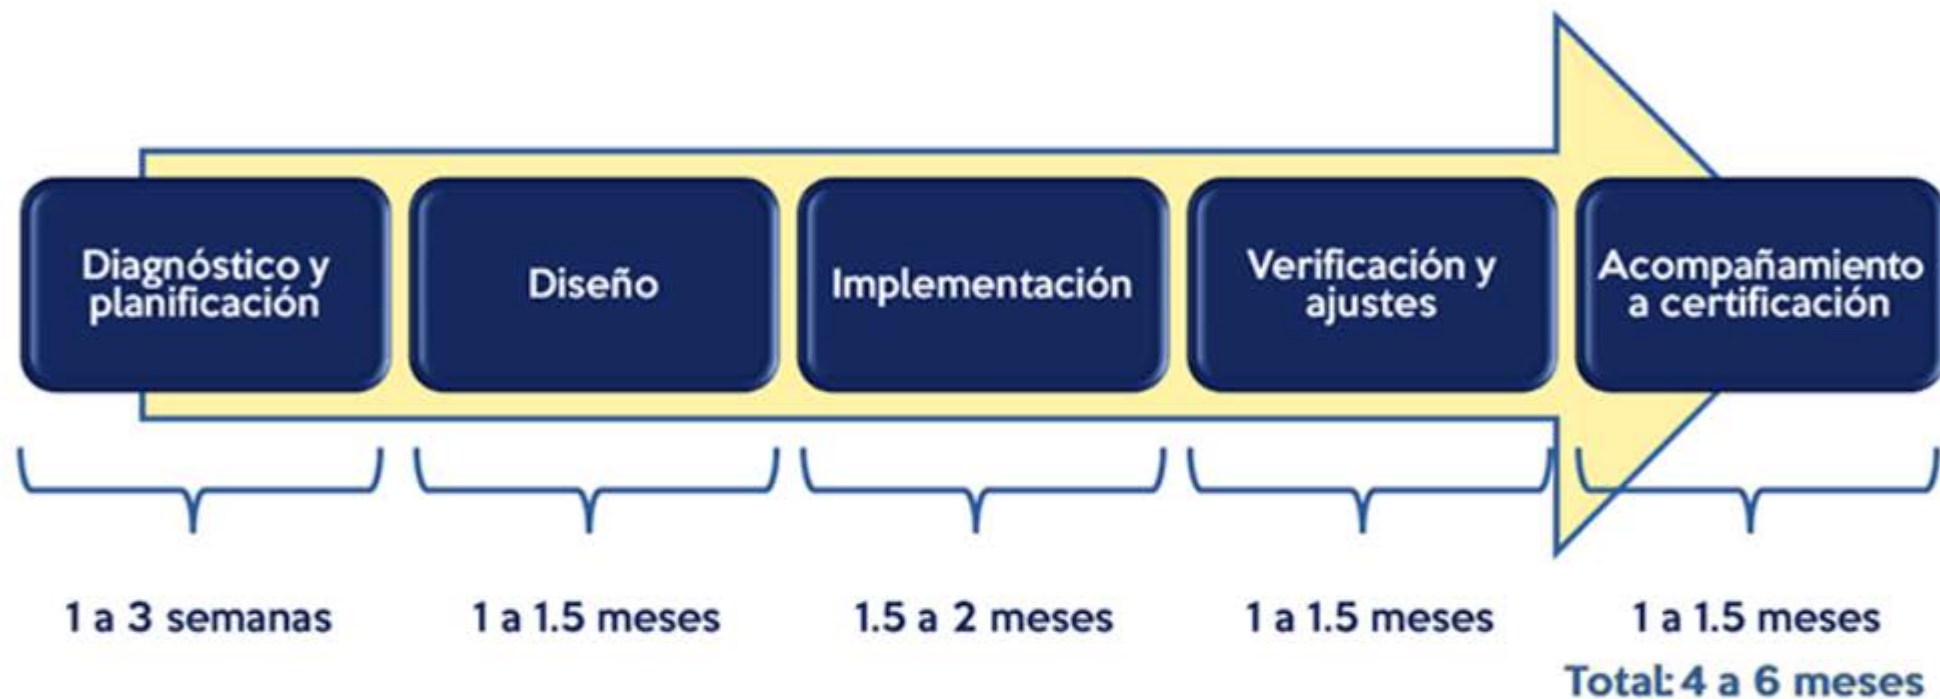 Diagnóstico y
planificación
Diseño
Implementación
Verificación y
ajustes
Acompañamiento
a certificación
1 a 3 semanas
1 a 1.5 meses
1.5 a 2 meses
1 a 1.5 meses
1 a 1.5 meses
Total: 4 a 6 meses